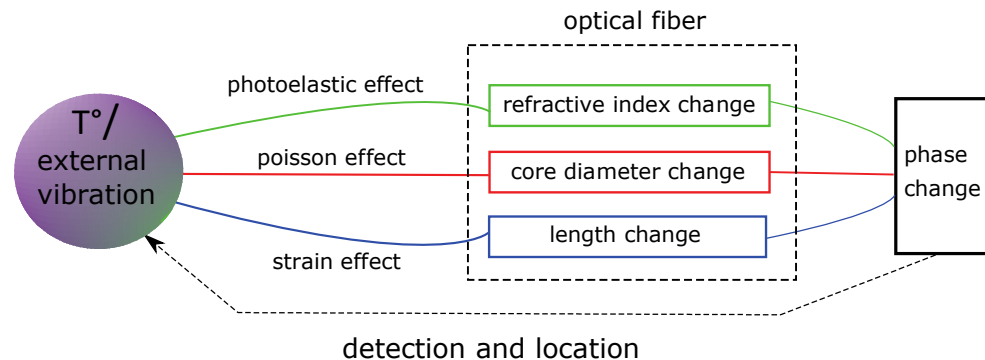 optical fiber
photoelastic effect
refractive index change
T°/
external
vibration
poisson effect
core diameter change
phase
change
length change
strain effect
detection and location